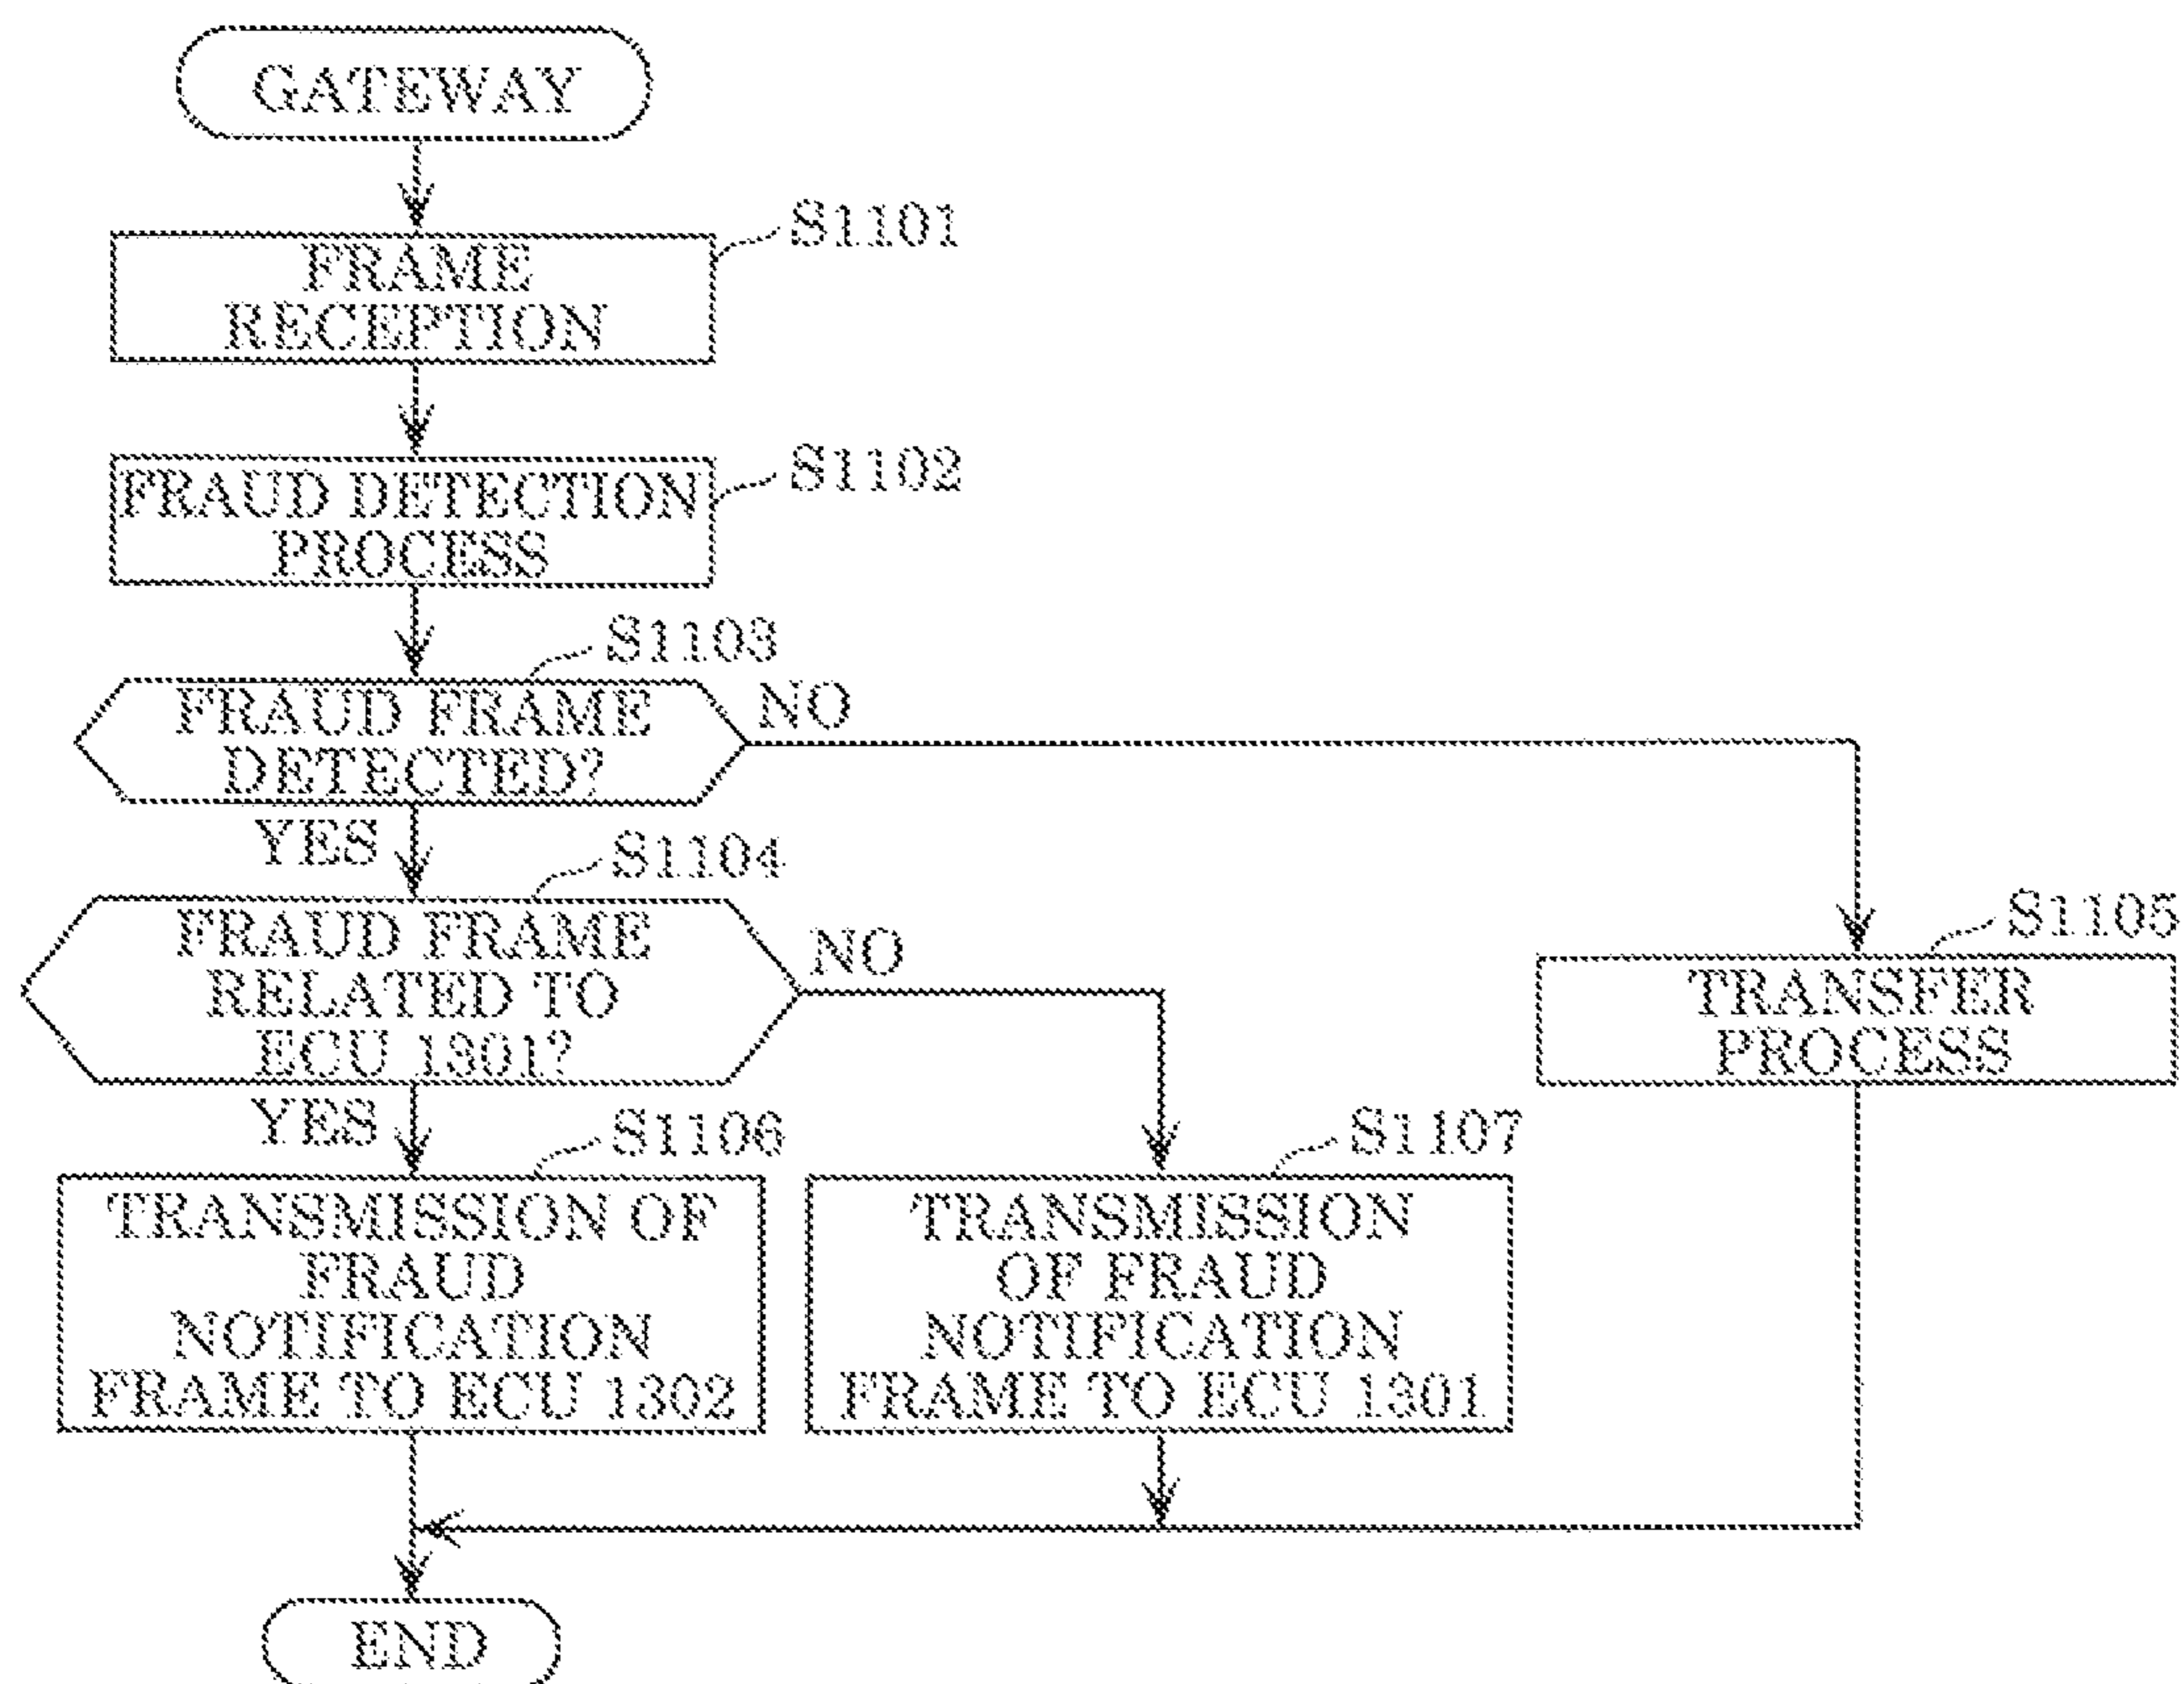 GATEWAY
S1101
FRAME
RECEPTION
S1102
FRAUD DETECTION
PROCESS
S1103
FRAUD FRAME
DETECTED?
NO
YES
S1104
FRAUD FRAME
RELATED TO
ECU 1301?
NO
YES
S1105
TRANSFER
PROCESS
S1106
TRANSMISSION OF
FRAUD
NOTIFICATION
FRAME TO ECU 1302
S1107
TRANSMISSION
OF FRAUD
NOTIFICATION
FRAME TO ECU 1301
END